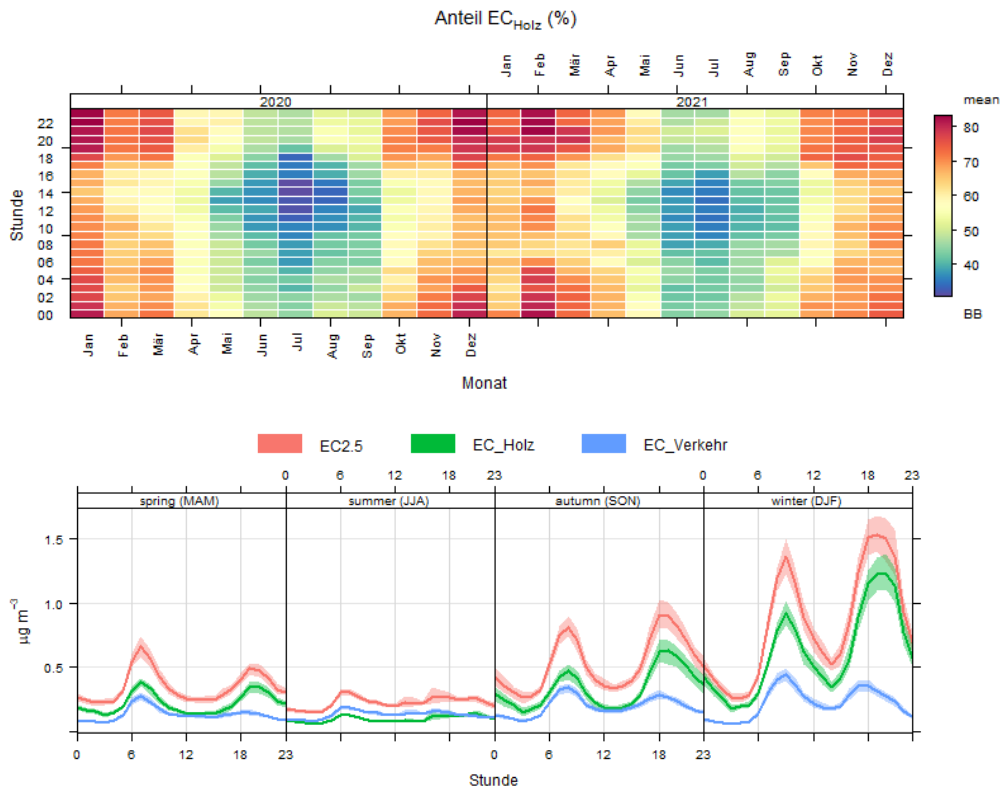 Anteil EC_Holz (%)
Jan Feb Mär Apr Mai Jun Jul Aug Sep Okt Nov Dez
2020 2021
mean
22
20
18
16
14
12
10
08
06
04
02
00
Stunde
80
70
60
50
40
BB
Jan Feb Mär Apr Mai Jun Jul Aug Sep Okt Nov Dez
Monat
EC2.5 EC_Holz EC_Verkehr
0 6 12 18 23 0 6 12 18 23
spring (MAM) summer (JJA) autumn (SON) winter (DJF)
1.5
1.0
0.5
µg m⁻³
0 6 12 18 23 0 6 12 18 23
Stunde